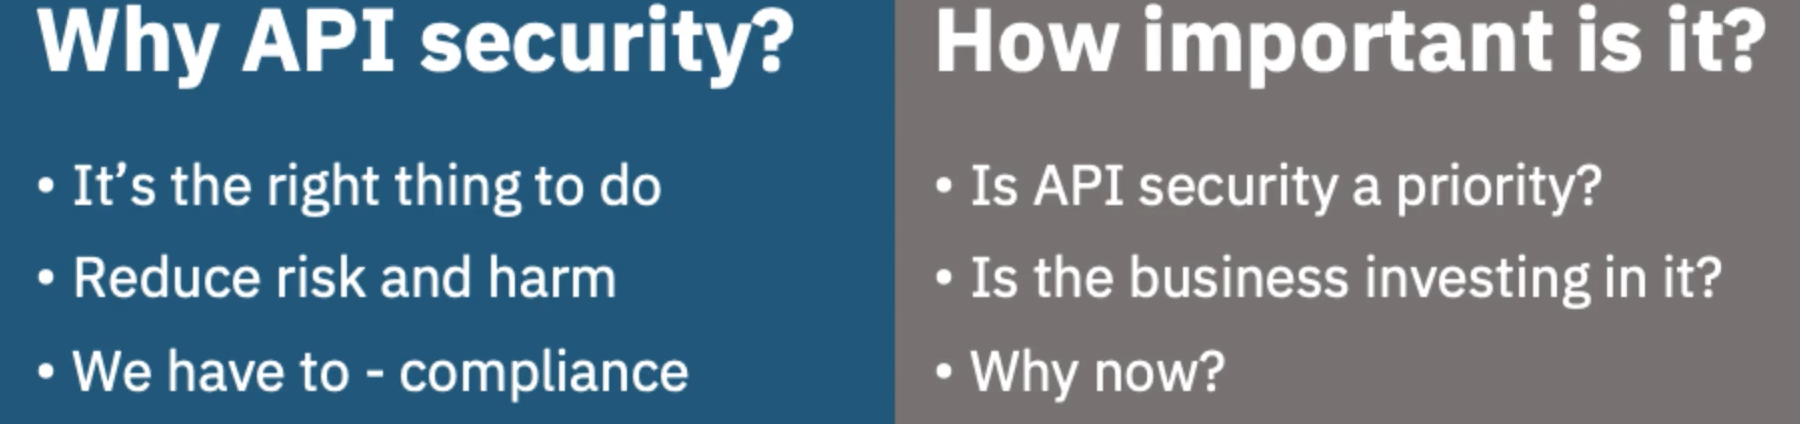 Why API security?
• It’s the right thing to do
• Reduce risk and harm
• We have to - compliance
How important is it?
• Is API security a priority?
• Is the business investing in it?
• Why now?